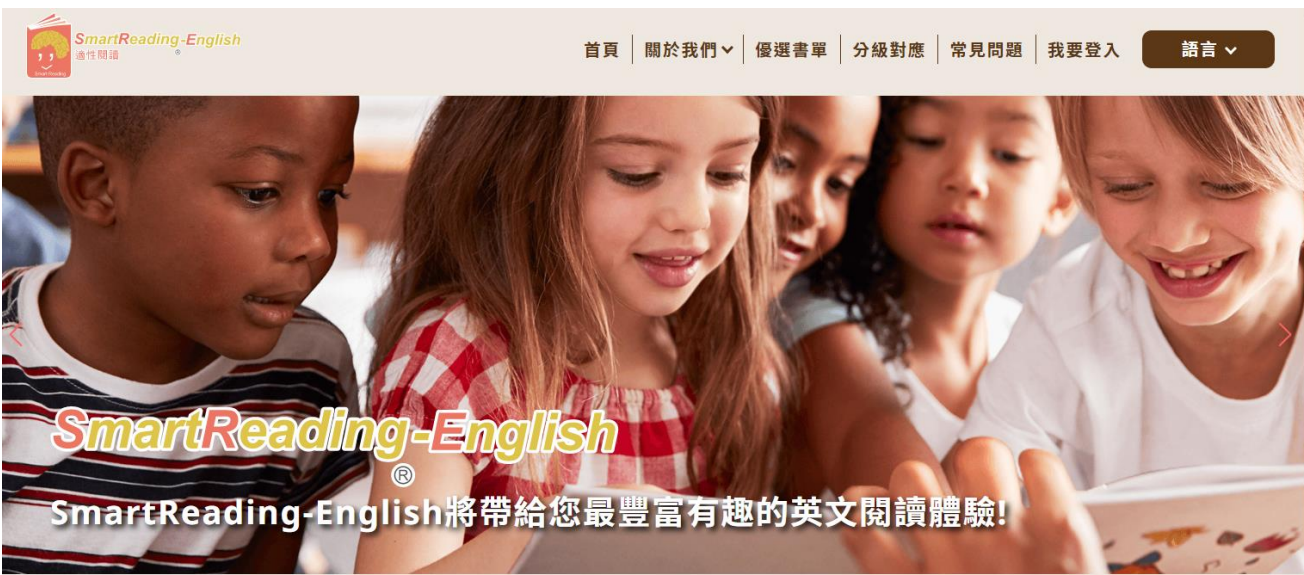 SmartReading-English
®
適性閱讀
Smart Reading
首頁 關於我們 優選書單 分級對應 常見問題 我要登入 語言
SmartReading-English
®
SmartReading-English將帶給您最豐富有趣的英文閱讀體驗!